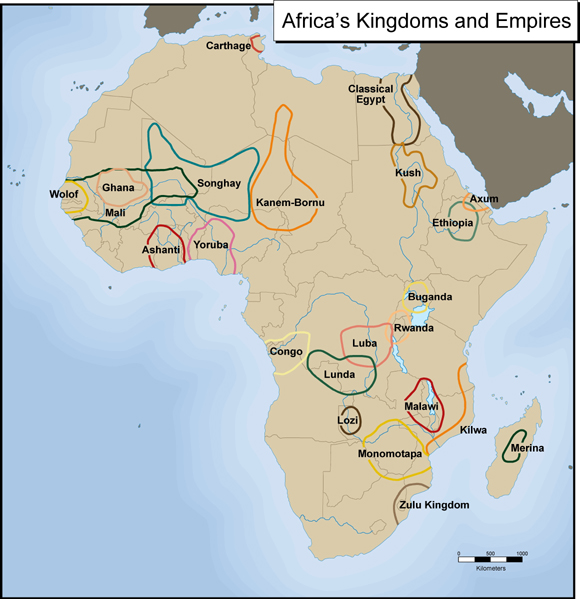 Africa's Kingdoms and Empires
Carthage
Classical
Egypt
Kush
Wolof
Ghana
Mali
Songhay
Kanem-Bornu
Axum
Ethiopia
Ashanti
Yoruba
Buganda
Rwanda
Congo
Luba
Lunda
Malawi
Lozi
Kilwa
Monomotapa
Merina
Zulu Kingdom
0 500 1000
Kilometers